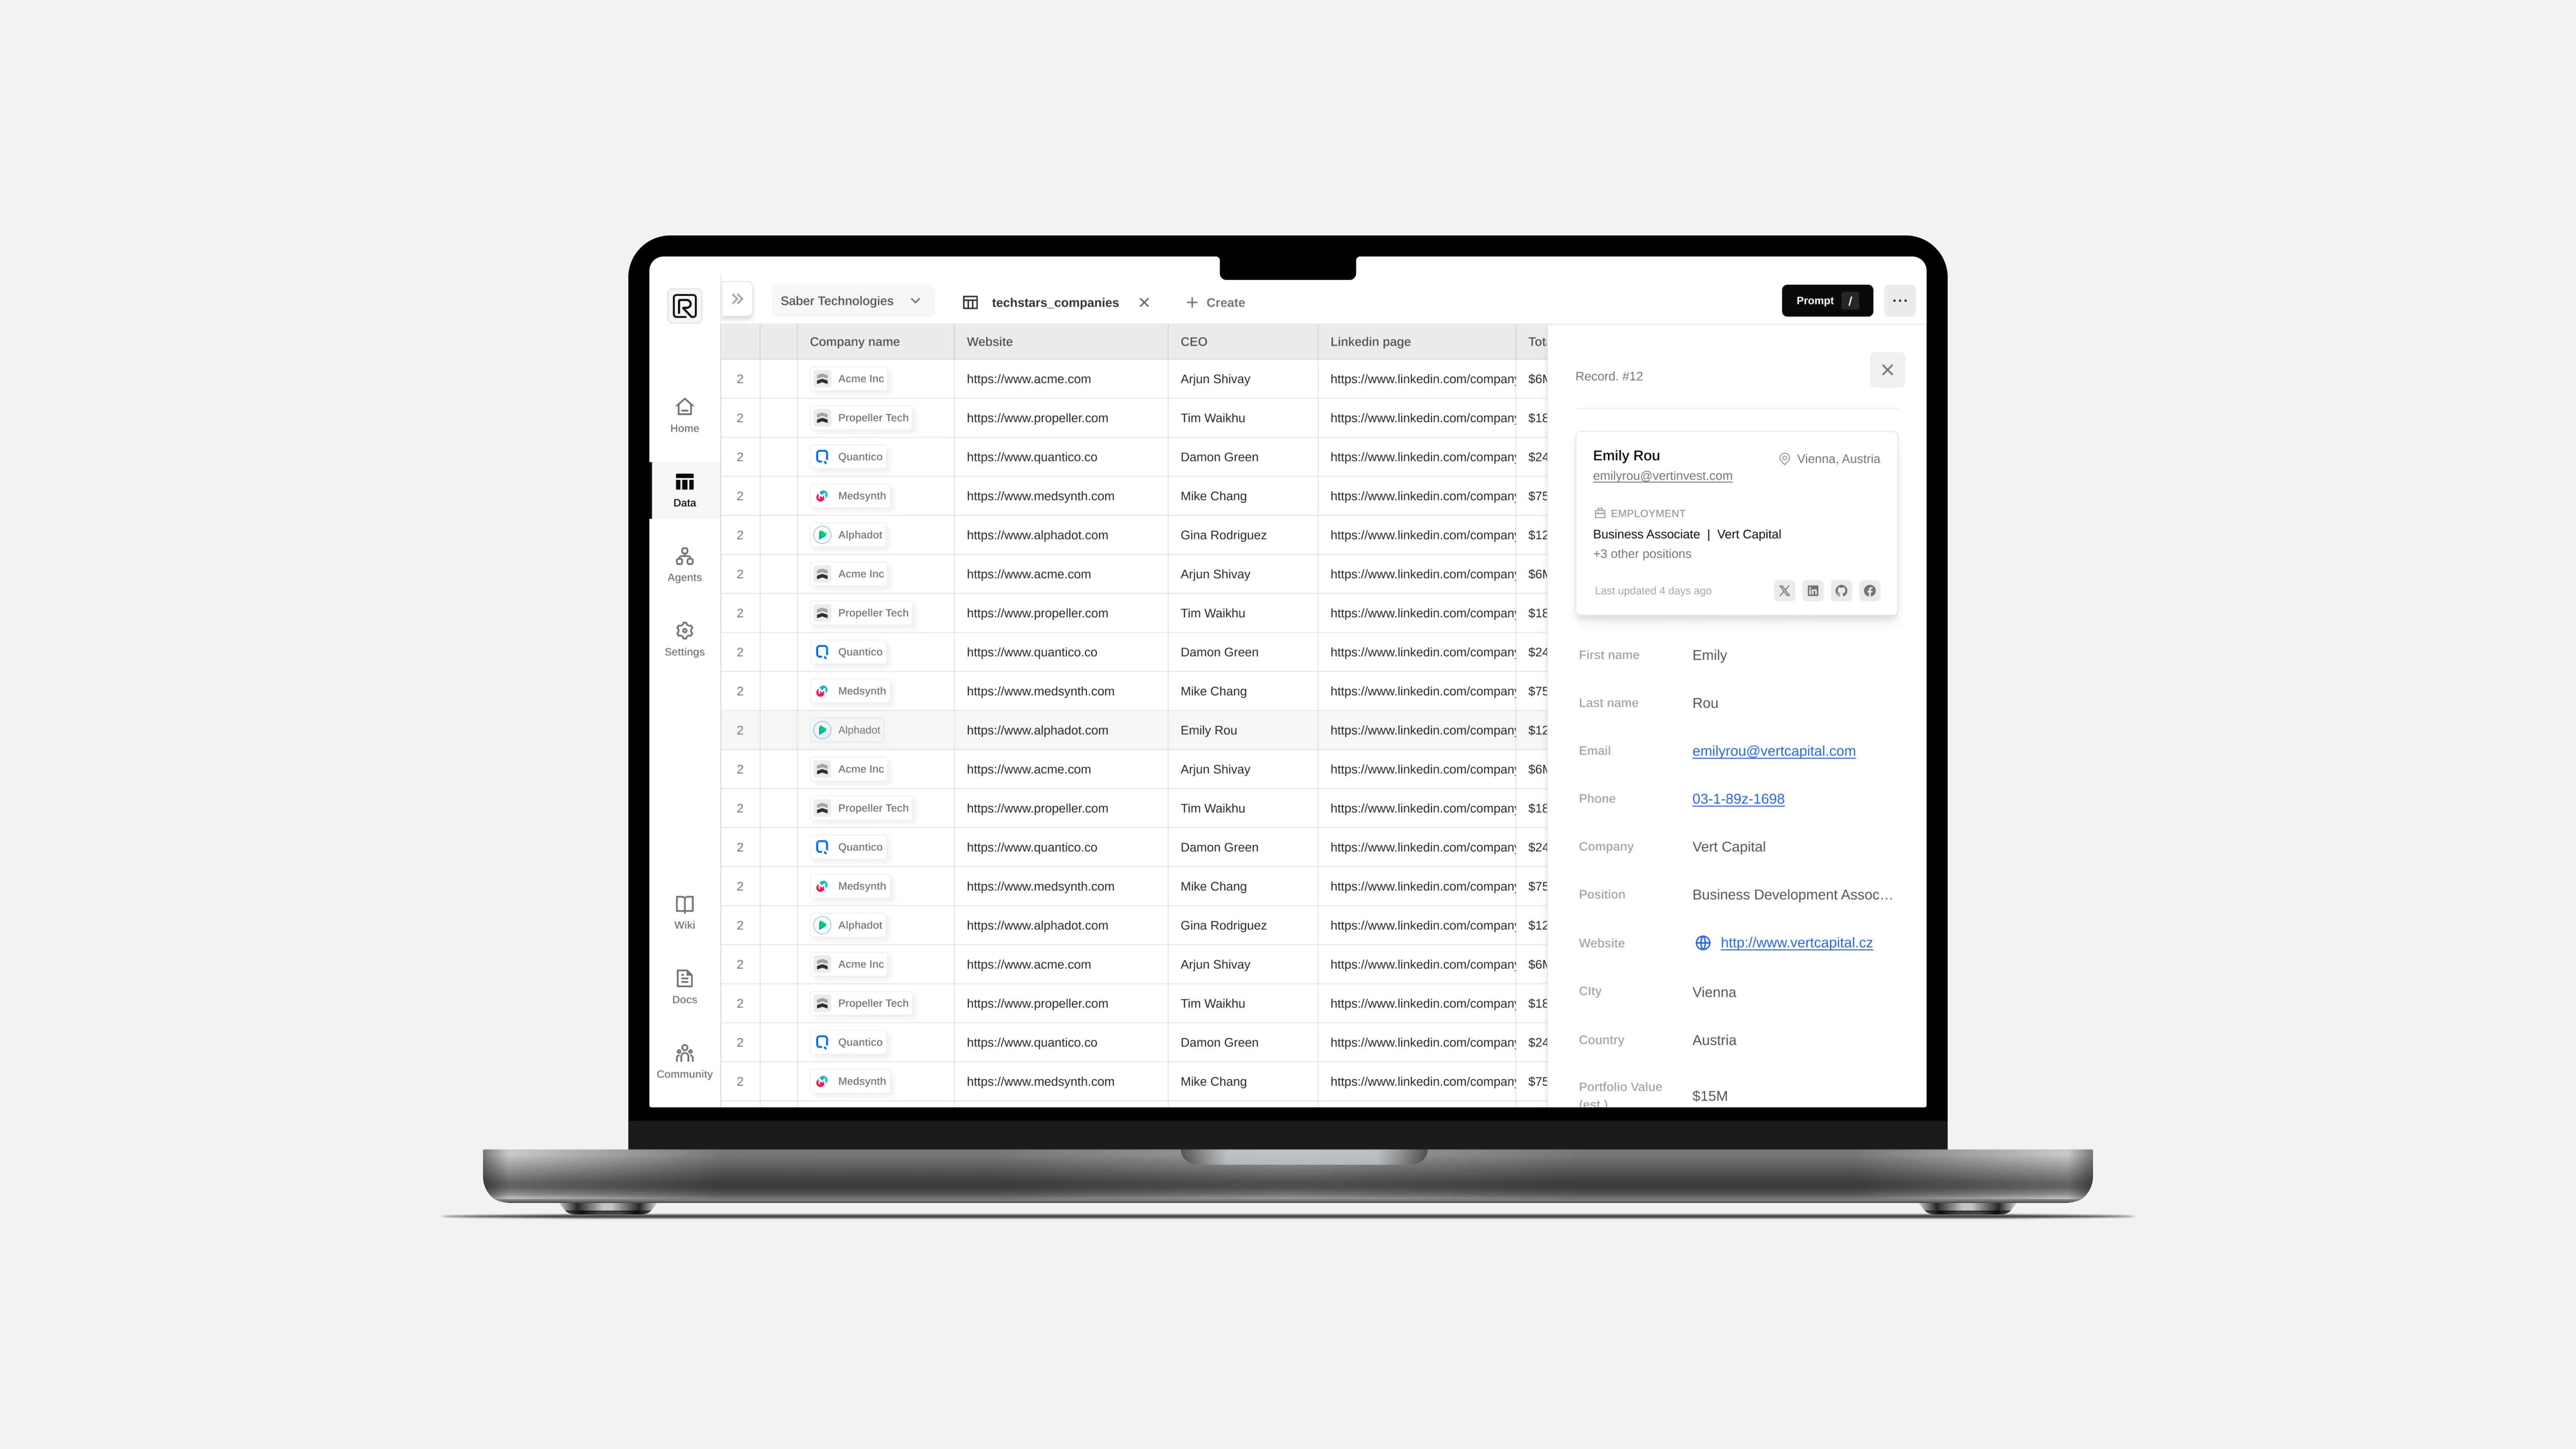 Saber Technologies
techstars_companies
Create
Prompt /
Home
Data
Agents
Settings
Wiki
Docs
Community
Company name Website CEO Linkedin page Tot
2 Acme Inc https://www.acme.com Arjun Shivay https://www.linkedin.com/company $6M
2 Propeller Tech https://www.propeller.com Tim Waikhu https://www.linkedin.com/company $18
2 Quantico https://www.quantico.co Damon Green https://www.linkedin.com/company $24
2 Medsynth https://www.medsynth.com Mike Chang https://www.linkedin.com/company $75
2 Alphadot https://www.alphadot.com Gina Rodriguez https://www.linkedin.com/company $12
2 Acme Inc https://www.acme.com Arjun Shivay https://www.linkedin.com/company $6M
2 Propeller Tech https://www.propeller.com Tim Waikhu https://www.linkedin.com/company $18
2 Quantico https://www.quantico.co Damon Green https://www.linkedin.com/company $24
2 Medsynth https://www.medsynth.com Mike Chang https://www.linkedin.com/company $75
2 Alphadot https://www.alphadot.com Emily Rou https://www.linkedin.com/company $12
2 Acme Inc https://www.acme.com Arjun Shivay https://www.linkedin.com/company $6M
2 Propeller Tech https://www.propeller.com Tim Waikhu https://www.linkedin.com/company $18
2 Quantico https://www.quantico.co Damon Green https://www.linkedin.com/company $24
2 Medsynth https://www.medsynth.com Mike Chang https://www.linkedin.com/company $75
2 Alphadot https://www.alphadot.com Gina Rodriguez https://www.linkedin.com/company $12
2 Acme Inc https://www.acme.com Arjun Shivay https://www.linkedin.com/company $6M
2 Propeller Tech https://www.propeller.com Tim Waikhu https://www.linkedin.com/company $18
2 Quantico https://www.quantico.co Damon Green https://www.linkedin.com/company $24
2 Medsynth https://www.medsynth.com Mike Chang https://www.linkedin.com/company $75
Record. #12
Emily Rou
Vienna, Austria
emilyrou@vertinvest.com
EMPLOYMENT
Business Associate | Vert Capital
+3 other positions
Last updated 4 days ago
First name Emily
Last name Rou
Email emilyrou@vertcapital.com
Phone 03-1-89z-1698
Company Vert Capital
Position Business Development Assoc...
Website http://www.vertcapital.cz
CIty Vienna
Country Austria
Portfolio Value
(est.)
$15M